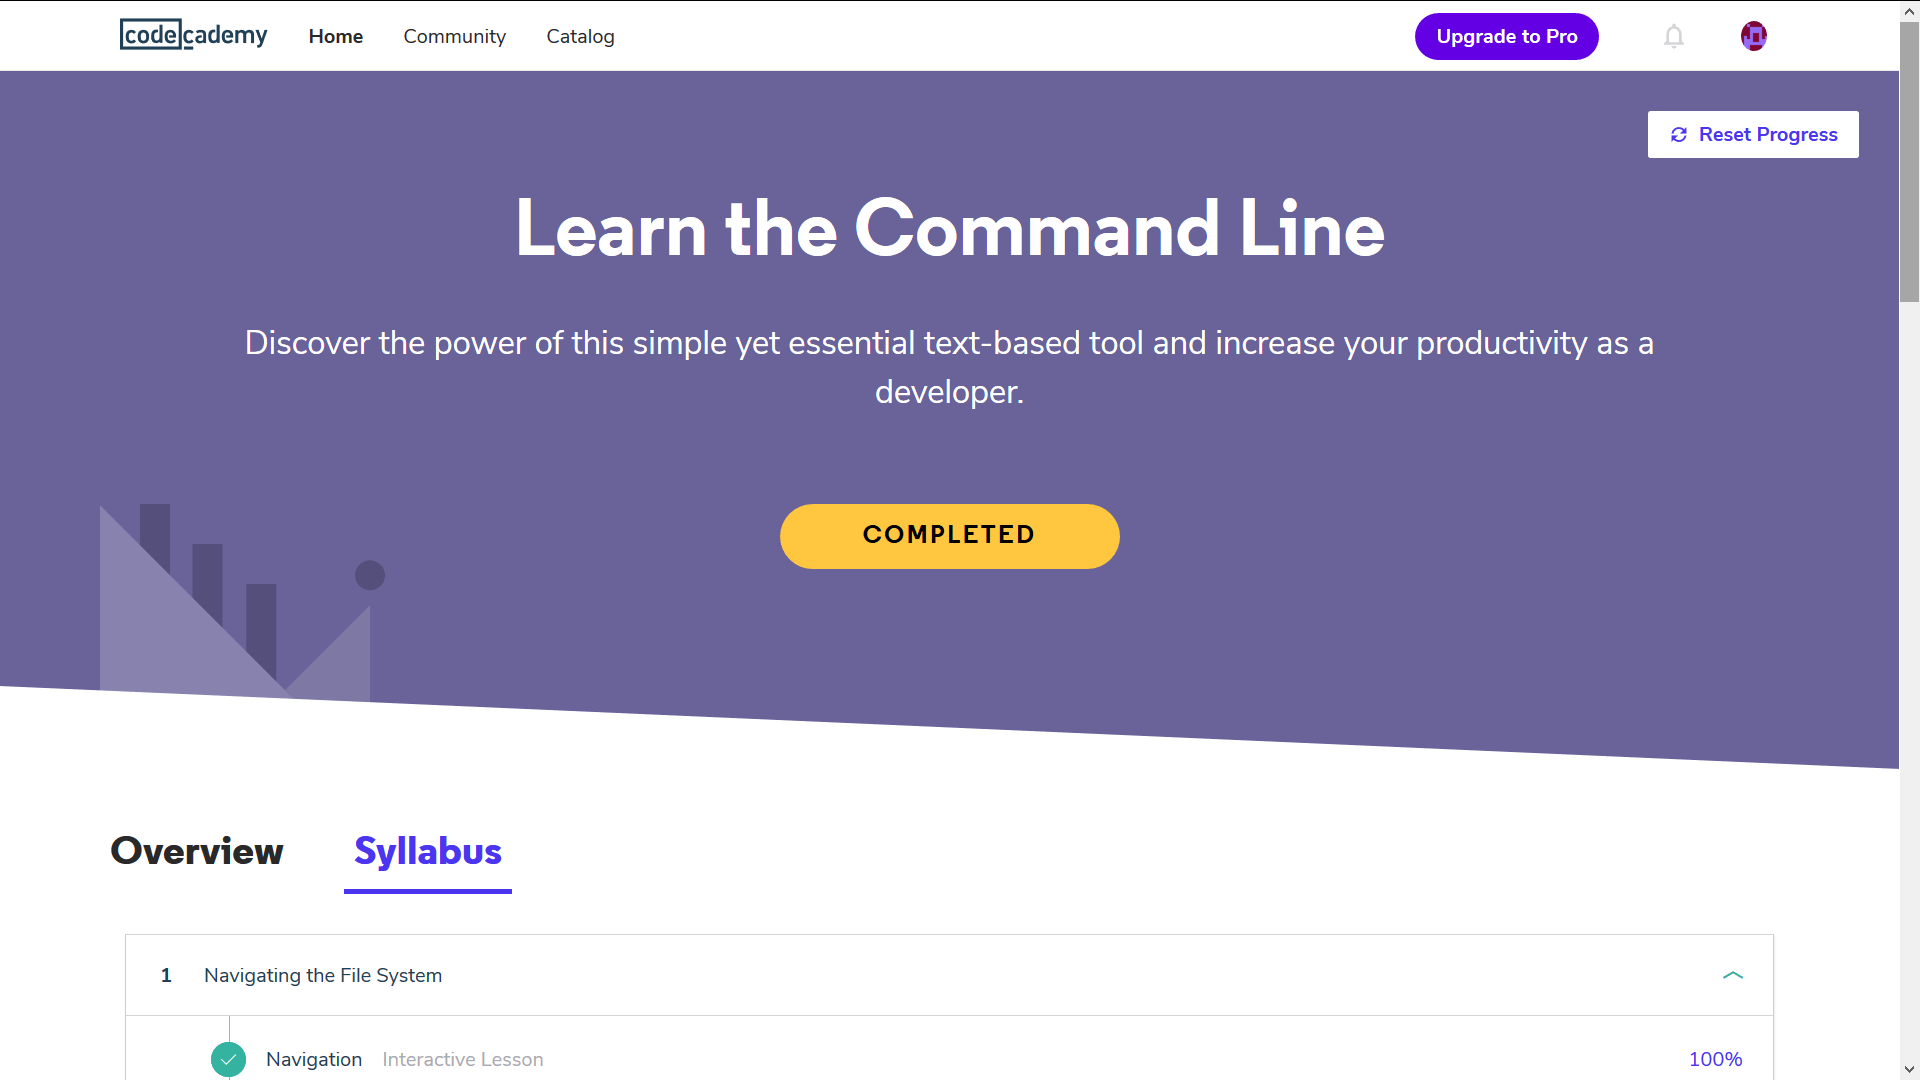 codecademy Home Community Catalog Upgrade to Pro
Reset Progress
Learn the Command Line
Discover the power of this simple yet essential text-based tool and increase your productivity as a
developer.
COMPLETED
Overview Syllabus
1 Navigating the File System
Navigation Interactive Lesson 100%